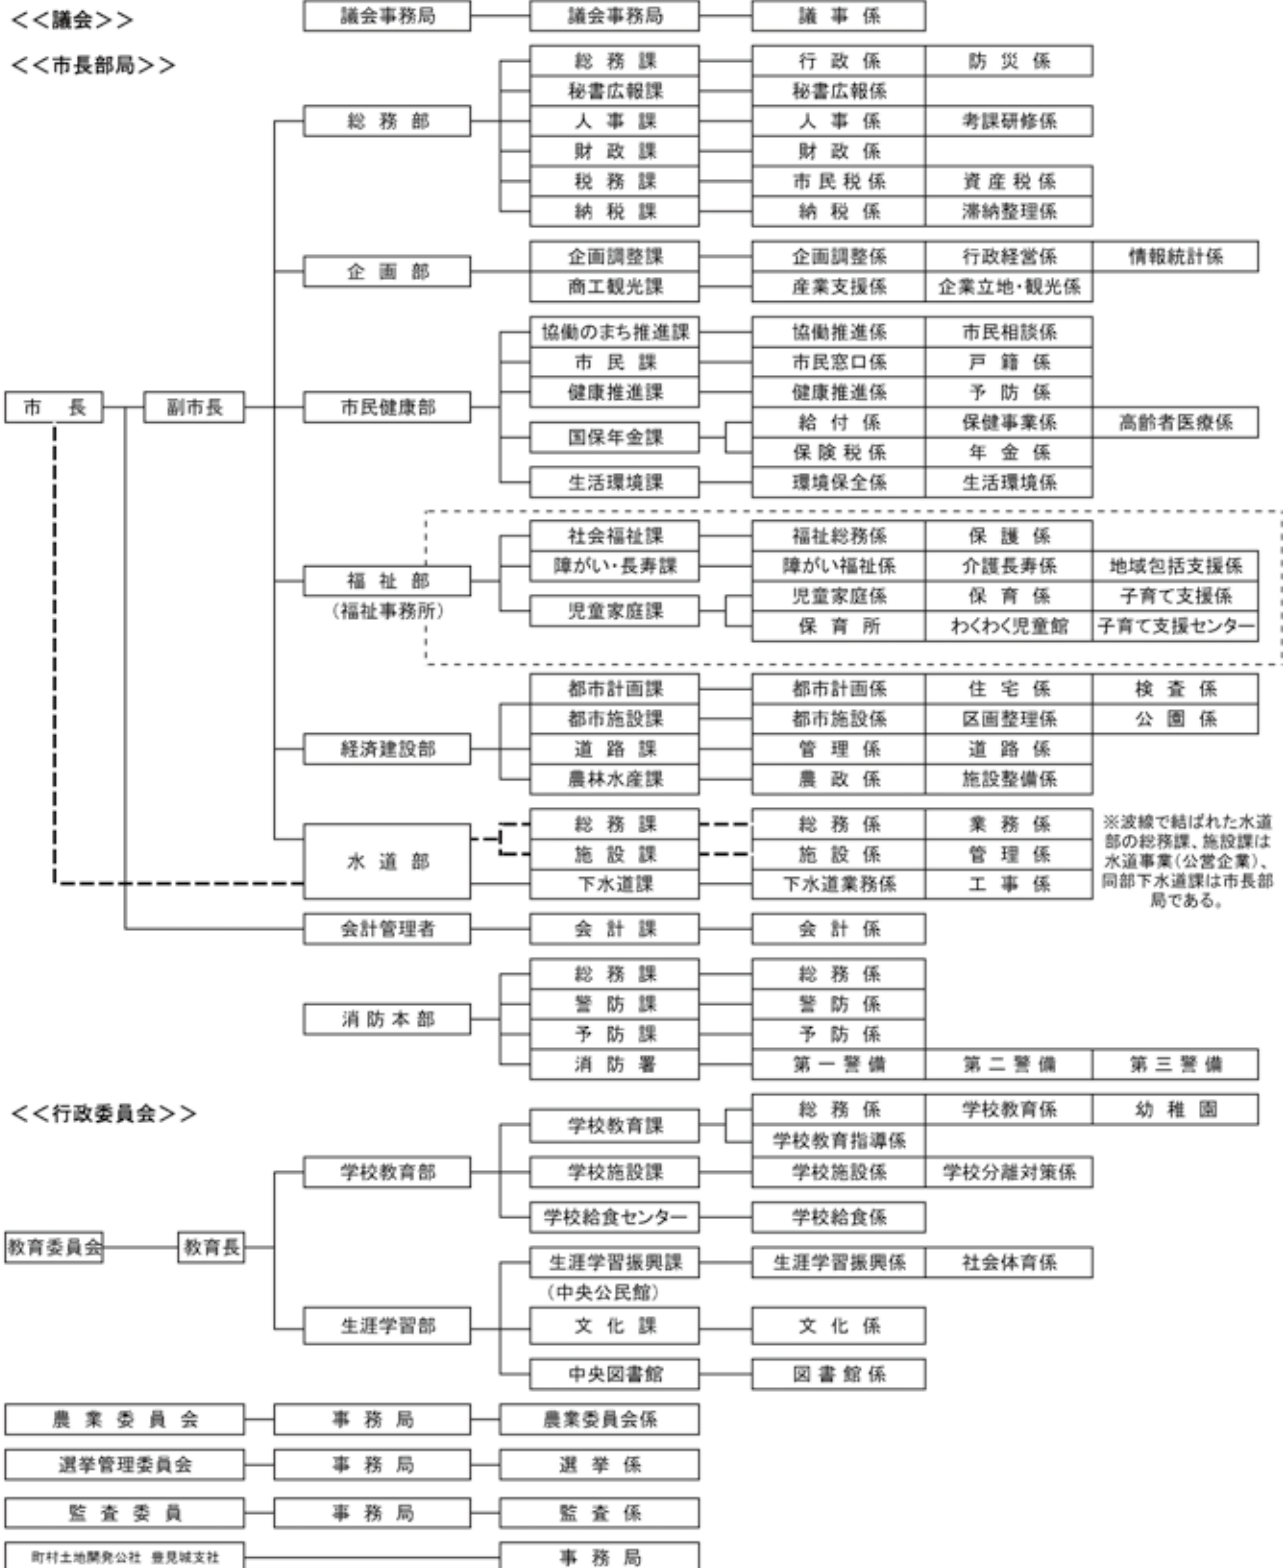 <<議会>>
議会事務局 議会事務局 議事係
<<市長部局>>
総務課 行政係 防災係
秘書広報課 秘書広報係
総務部 人事課 人事係 考課研修係
財政課 財政係
税務課 市民税係 資産税係
納税課 納税係 滞納整理係
企画部 企画調整課 企画調整係 行政経営係 情報統計係
商工観光課 産業支援係 企業立地・観光係
協働のまち推進課 協働推進係 市民相談係
市民課 市民窓口係 戸籍係
健康推進課 健康推進係 予防係
市長 副市長 市民健康部
国保年金課 給付係 保健事業係 高齢者医療係
保険税係 年金係
生活環境課 環境保全係 生活環境係
社会福祉課 福祉総務係 保護係
障がい・長寿課 障がい福祉係 介護長寿係 地域包括支援係
福祉部
(福祉事務所)
児童家庭課 児童家庭係 保育係 子育て支援係
保育所 わくわく児童館 子育て支援センター
都市計画課 都市計画係 住宅係 検査係
都市施設課 都市施設係 区画整理係 公園係
経済建設部 道路課 管理係 道路係
農林水産課 農政係 施設整備係
総務課 総務係 業務係
水道部 施設課 施設係 管理係
下水道課 下水道業務係 工事係
※波線で結ばれた水道
部の総務課、施設課は
水道事業(公営企業)、
同部下水道課は市長部
局である。
会計管理者 会計課 会計係
総務課 総務係
警防課 警防係
消防本部
予防課 予防係
消防署 第一警備 第二警備 第三警備
<<行政委員会>>
学校教育課 総務係 学校教育係 幼稚園
学校教育指導係
学校教育部 学校施設課 学校施設係 学校分離対策係
学校給食センター 学校給食係
教育委員会 教育長
生涯学習振興課 生涯学習振興係 社会体育係
(中央公民館)
生涯学習部 文化課 文化係
中央図書館 図書館係
農業委員会 事務局 農業委員会係
選挙管理委員会 事務局 選挙係
監査委員 事務局 監査係
町村土地開発公社 豊見城支社 事務局